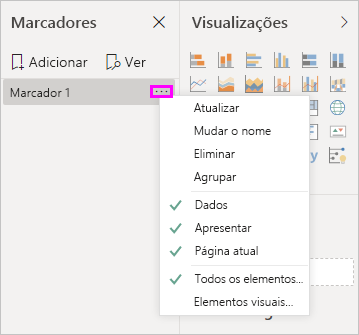 Marcadores
Visualizações
Adicionar
Ver
Marcador 1
Atualizar
Mudar o nome
Eliminar
Agrupar
Dados
Apresentar
Página atual
Todos os elementos...
Elementos visuais...